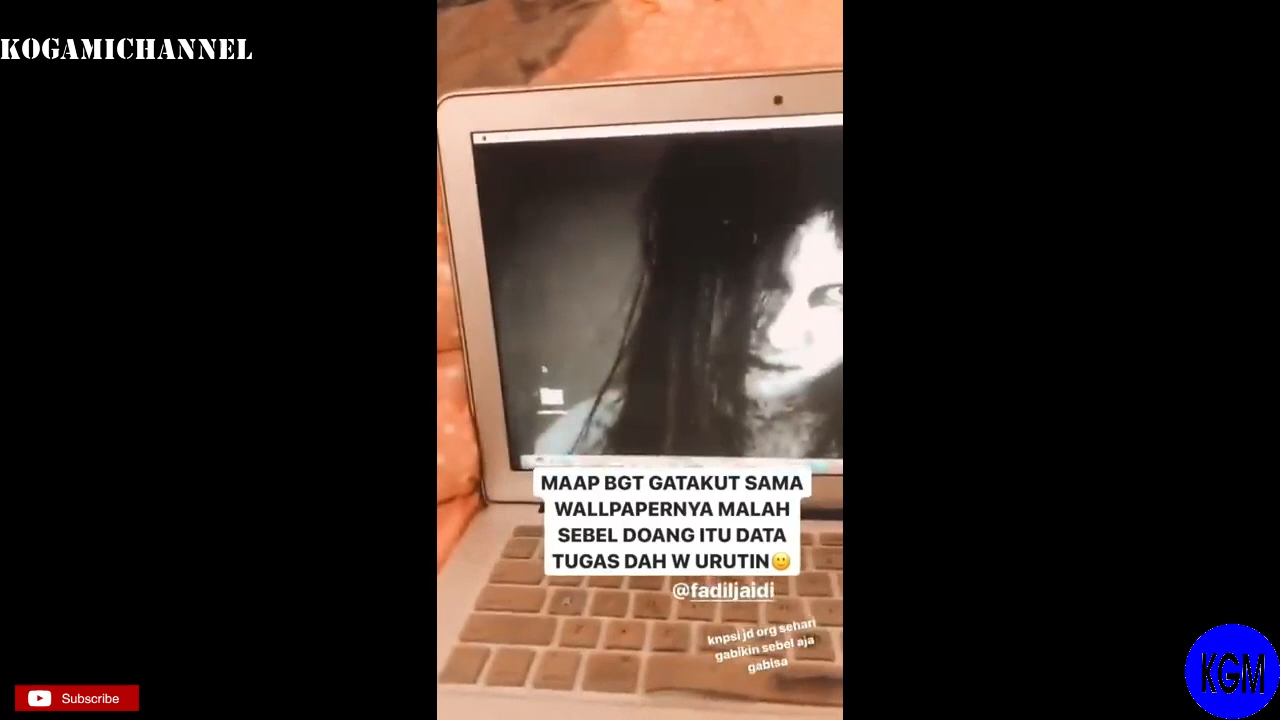 KOGAMICHANNEL
MAAP BGT GATAKUT SAMA
WALLPAPERNYA MALAH
SEBEL DOANG ITU DATA
TUGAS DAH W URUTIN🙂
@fadiljaidi
knpsi jd org sehari
gabikin sebel aja
gabisa
Subscribe
KGM